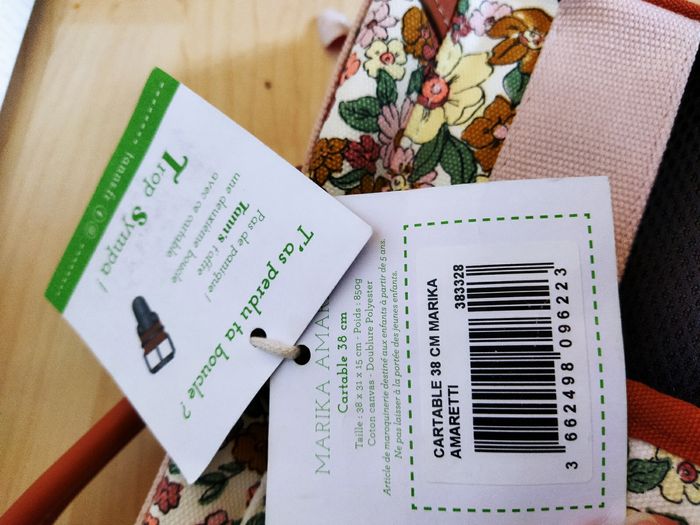 T'as perdu ta boucle ?
Pas de panique !
Tann's t'offre
une deuxième boucle
avec ce cartable
Trop Sympa !
tanns.fr
MARIKA AMAR
Cartable 38 cm
Taille : 38 x 31 x 15 cm - Poids : 850g
Coton canvas - Doublure Polyester
Article de maroquinerie destiné aux enfants à partir de 5 ans.
Ne pas laisser à la portée des jeunes enfants.
CARTABLE 38 CM MARIKA
AMARETTI
383328
3 662498 096223